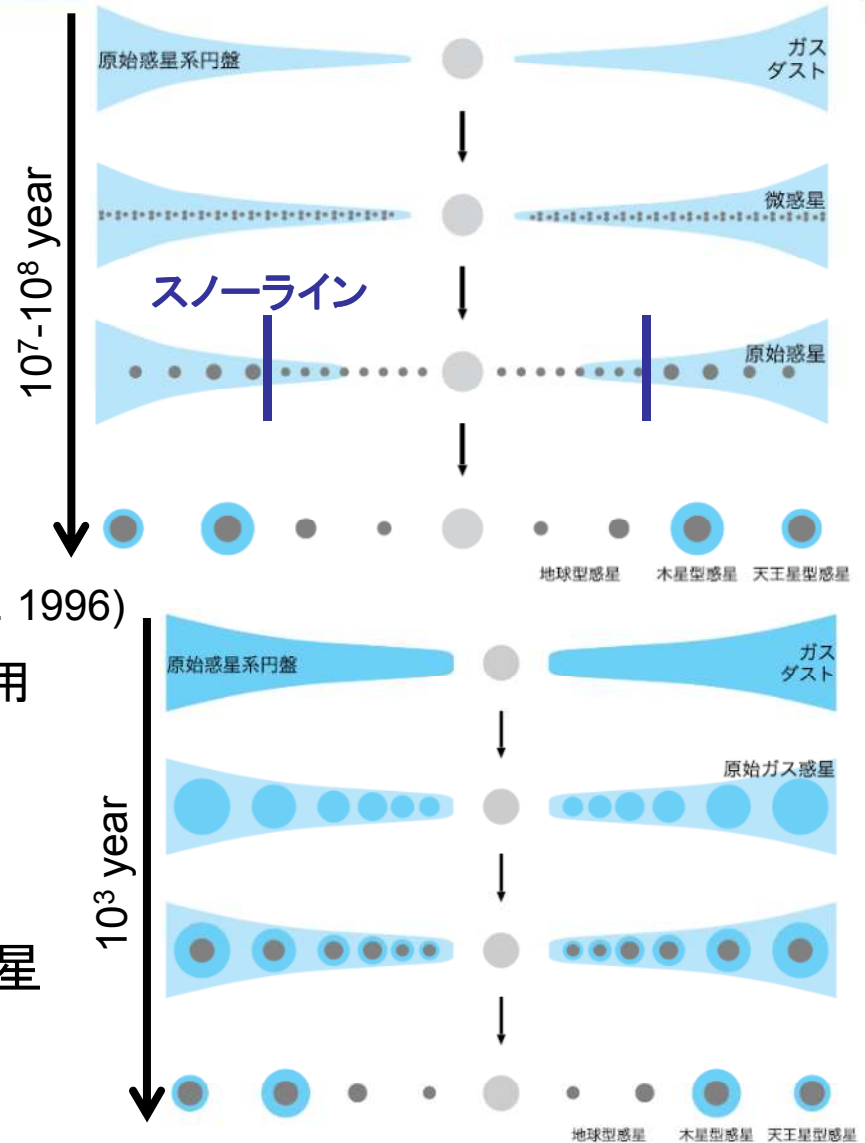 原始惑星系円盤
ガス
ダスト
微惑星
10⁷-10⁸ year
スノーライン
原始惑星
地球型惑星 木星型惑星 天王星型惑星
1996)
用
原始惑星系円盤
ガス
ダスト
原始ガス惑星
10³ year
星
地球型惑星 木星型惑星 天王星型惑星